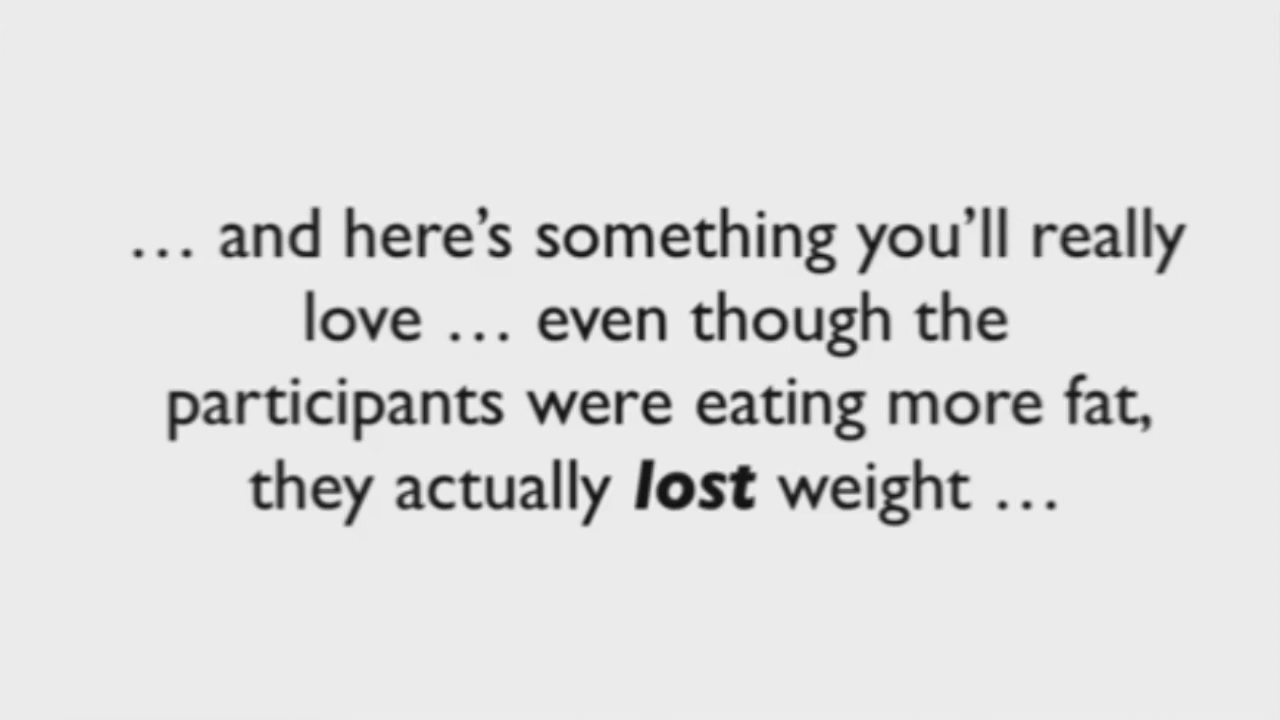 … and here’s something you’ll really
love … even though the
participants were eating more fat,
they actually lost weight …